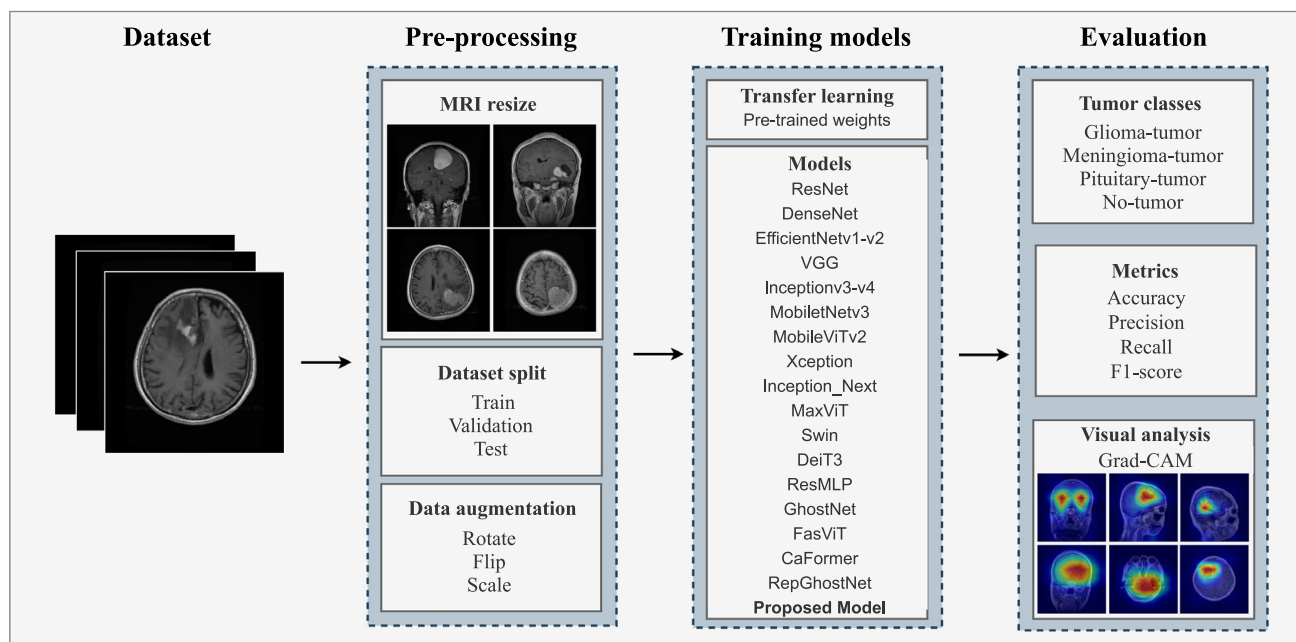 Dataset
Pre-processing
MRI resize
Dataset split
Train
Validation
Test
Data augmentation
Rotate
Flip
Scale
Training models
Transfer learning
Pre-trained weights
Models
ResNet
DenseNet
EfficientNetv1-v2
VGG
Inceptionv3-v4
MobiletNetv3
MobileViTv2
Xception
Inception_Next
MaxViT
Swin
DeiT3
ResMLP
GhostNet
FasViT
CaFormer
RepGhostNet
Proposed Model
Evaluation
Tumor classes
Glioma-tumor
Meningioma-tumor
Pituitary-tumor
No-tumor
Metrics
Accuracy
Precision
Recall
F1-score
Visual analysis
Grad-CAM